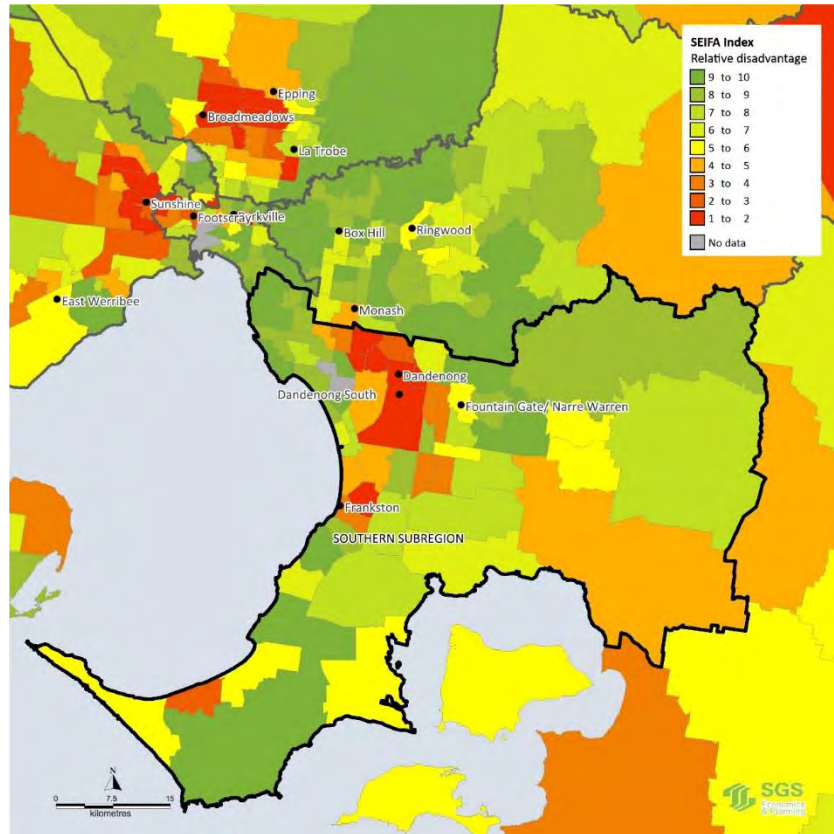 SEIFA Index
Relative disadvantage
9 to 10
8 to 9
7 to 8
6 to 7
5 to 6
4 to 5
3 to 4
2 to 3
1 to 2
No data
Epping
Broadmeadows
La Trobe
Sunshine
Footscray
rkville
Box Hill
Ringwood
East Werribee
Monash
Dandenong
Dandenong South
Fountain Gate/ Narre Warren
Frankston
SOUTHERN SUBREGION
N
0 7.5 15
kilometres
SGS
Economics
& Planning